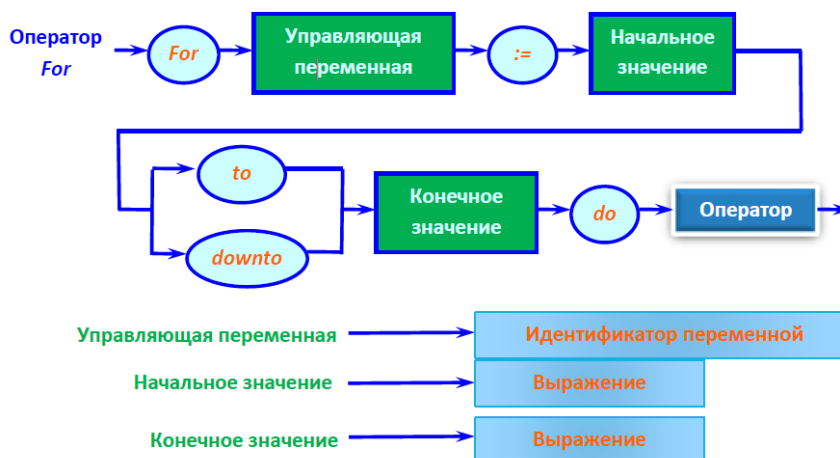 Оператор
For
For
Управляющая
переменная
:=
Начальное
значение
to
downto
Конечное
значение
do
Оператор
Управляющая переменная
Идентификатор переменной
Начальное значение
Выражение
Конечное значение
Выражение